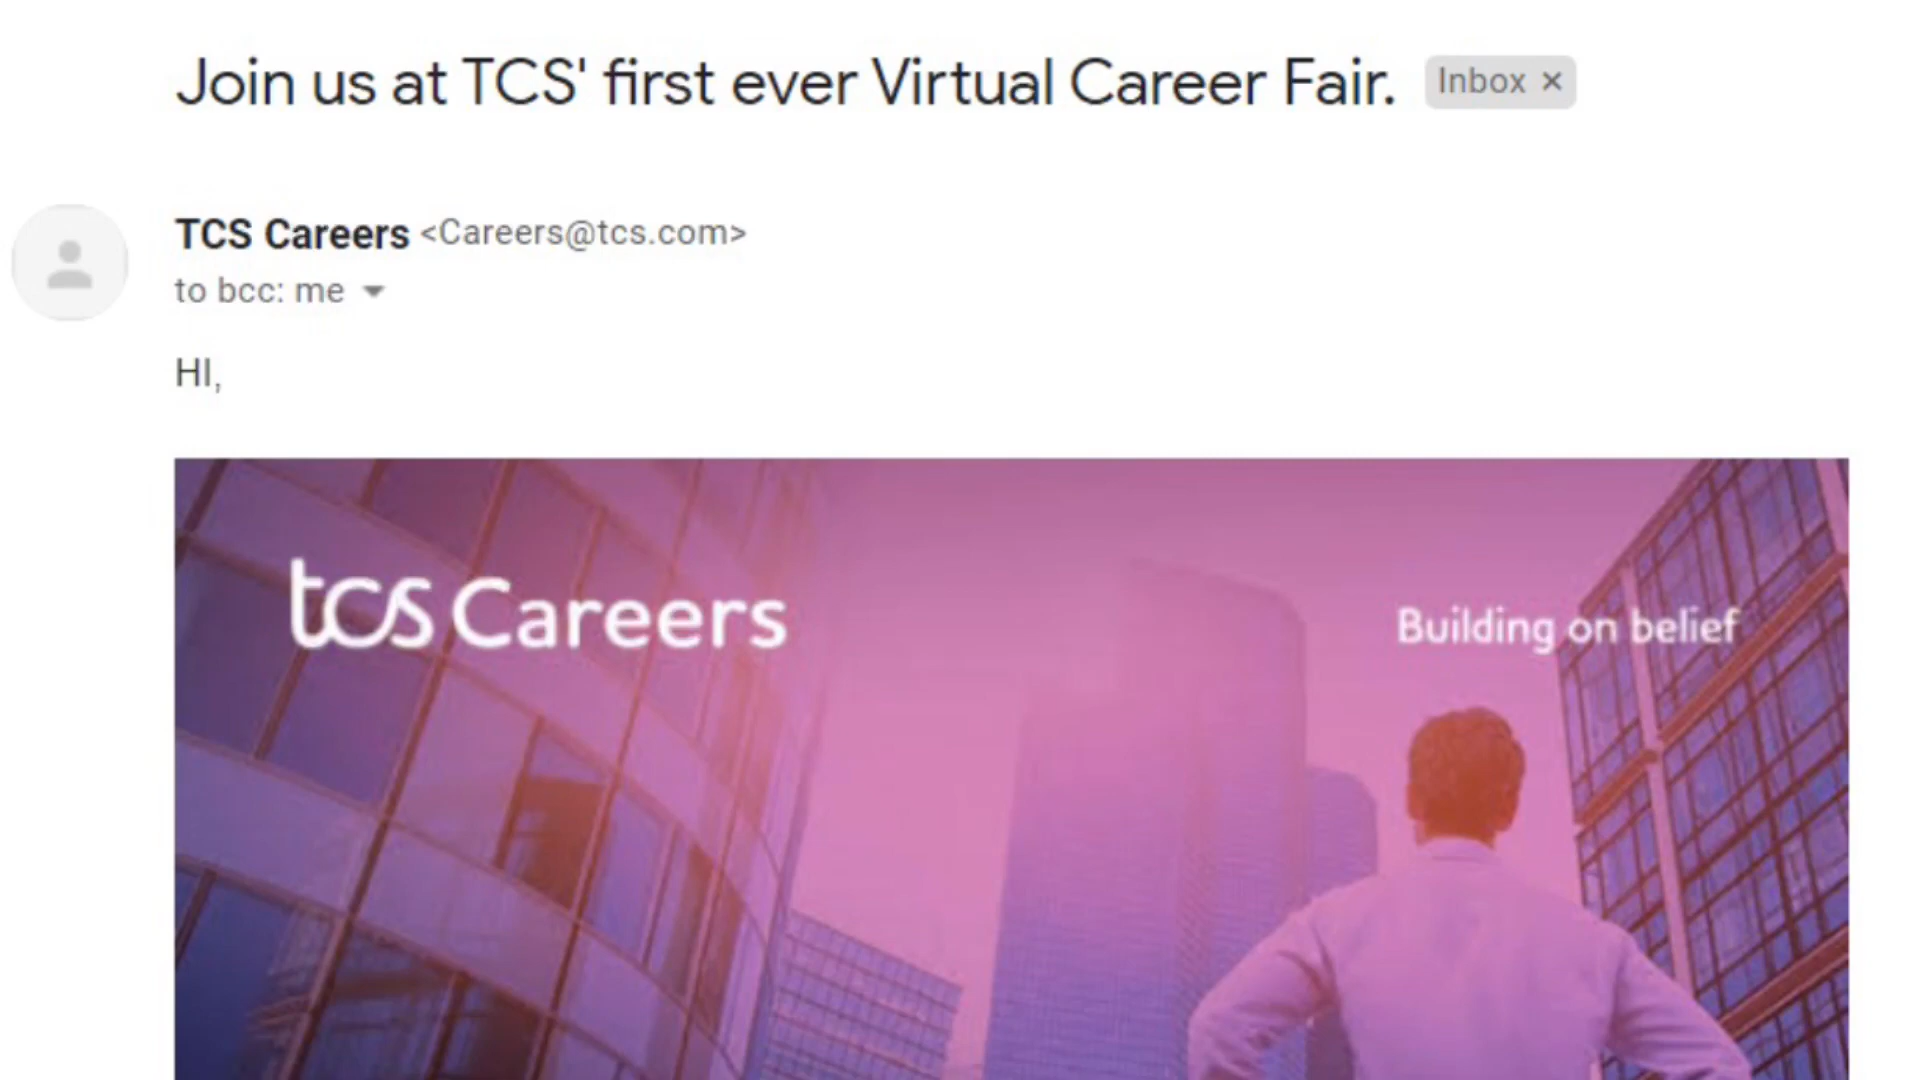 Join us at TCS' first ever Virtual Career Fair.
Inbox ×
TCS Careers <Careers@tcs.com>
to bcc: me
HI,
tcs Careers
Building on belief